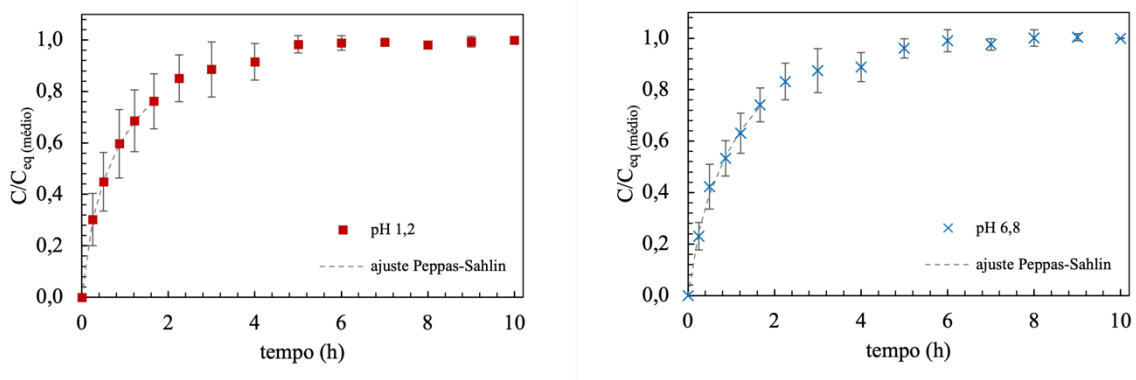 1,0
0,8
0,6
0,4
0,2
0,0
C/C eq (médio)
0 2 4 6 8 10
tempo (h)
pH 1,2
ajuste Peppas-Sahlin
1,0
0,8
0,6
0,4
0,2
0,0
C/C eq (médio)
0 2 4 6 8 10
tempo (h)
pH 6,8
ajuste Peppas-Sahlin